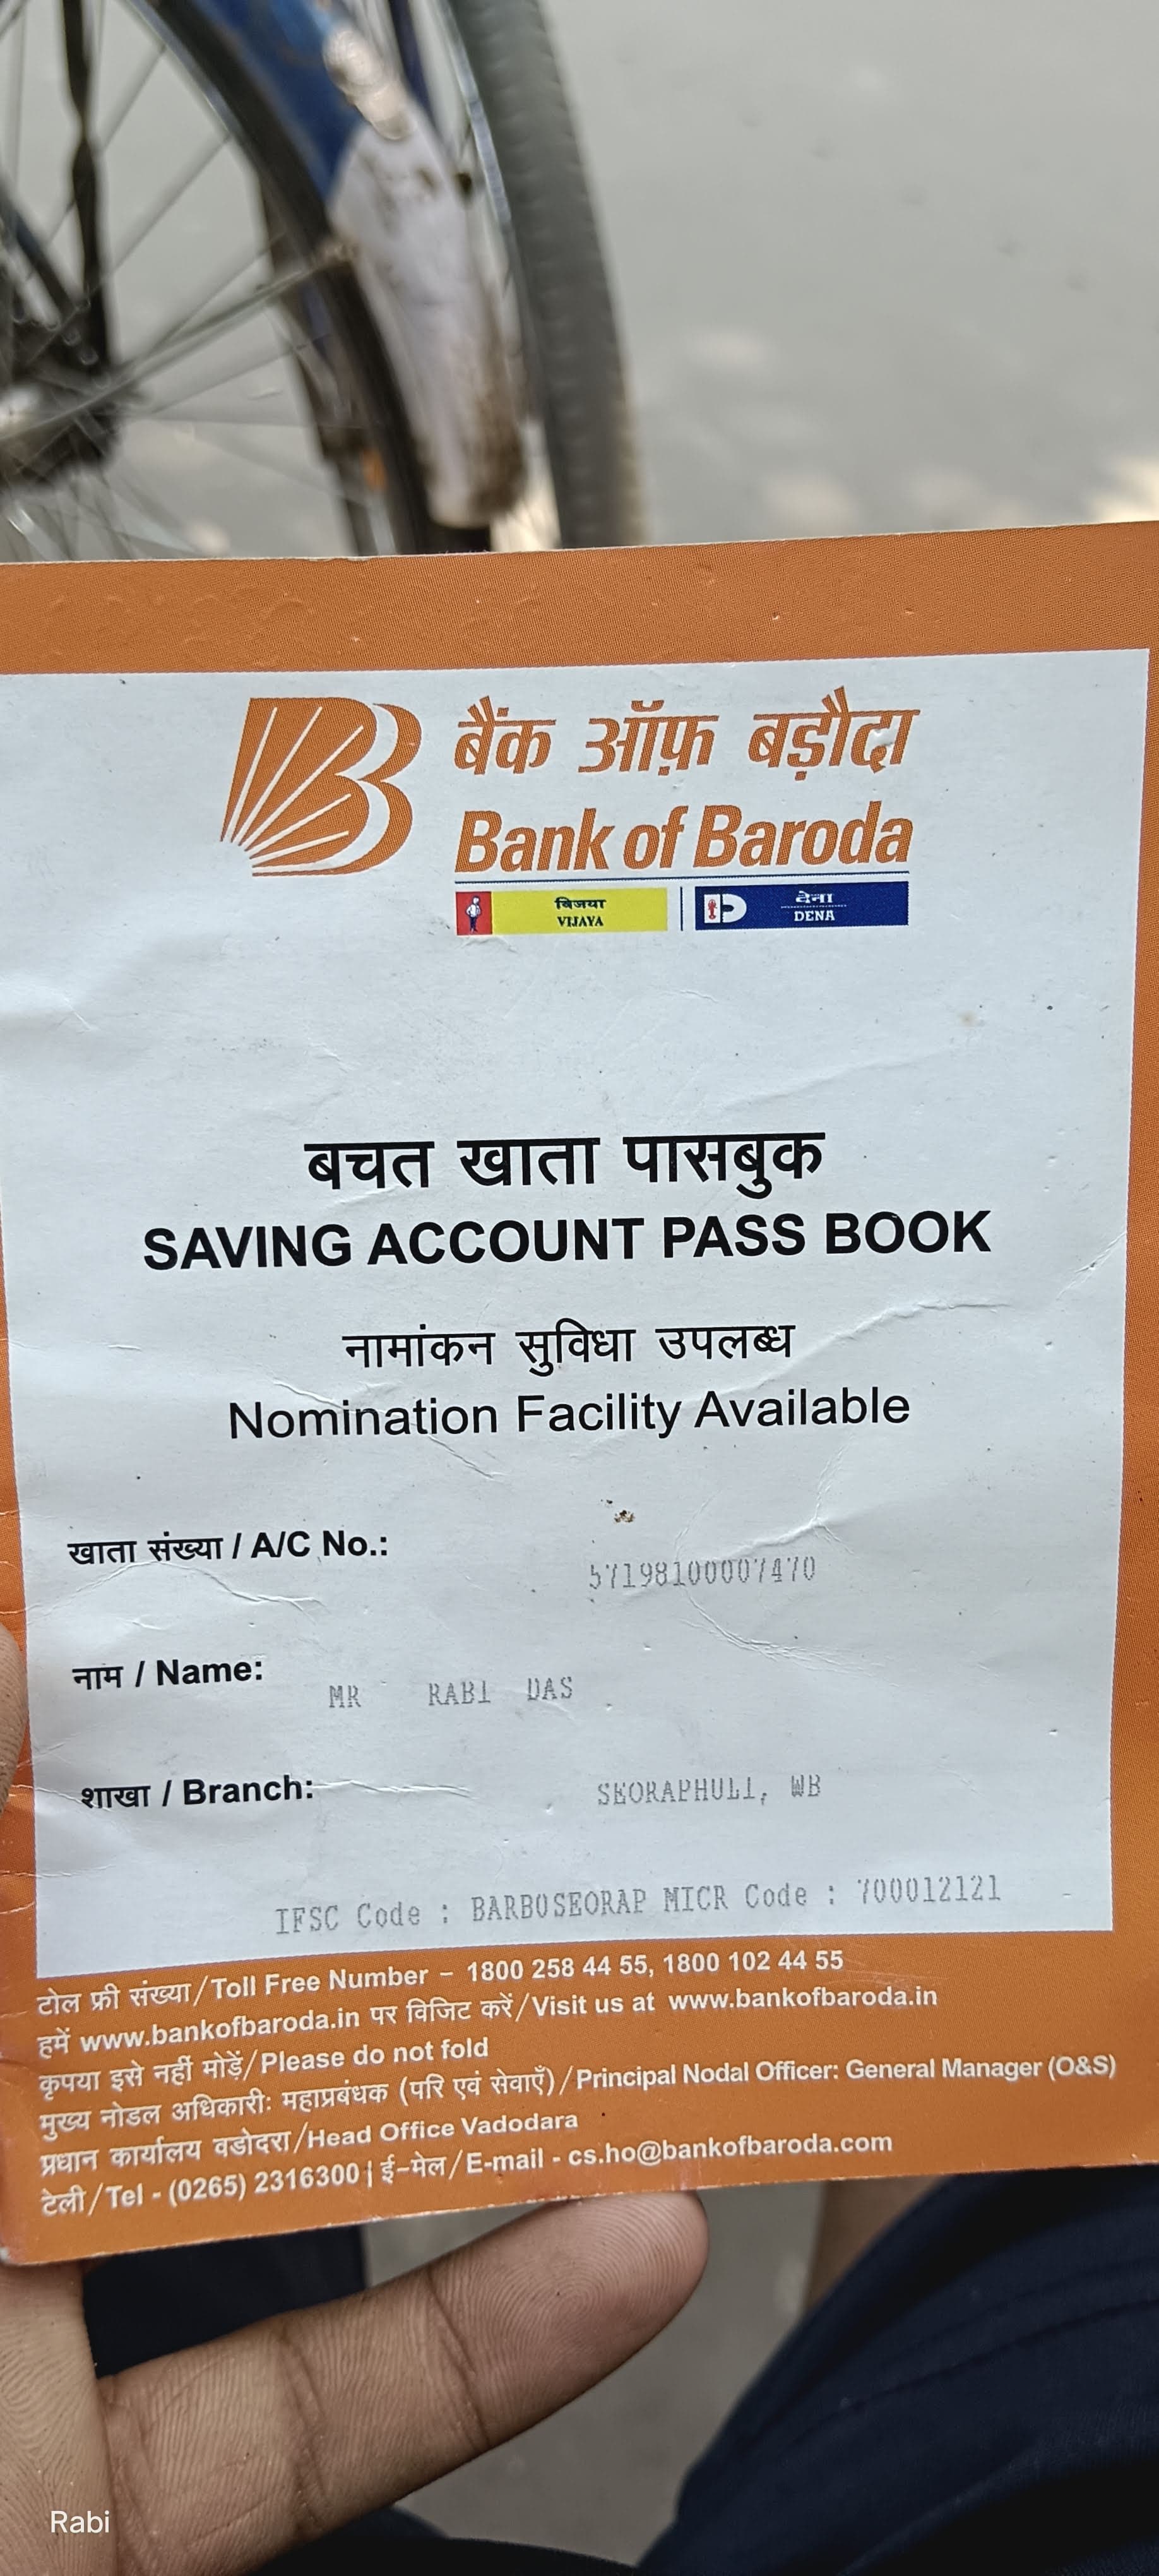 बैंक ऑफ़ बड़ौदा
Bank of Baroda
विजया
VIJAYA
देना
DENA
बचत खाता पासबुक
SAVING ACCOUNT PASS BOOK
नामांकन सुविधा उपलब्ध
Nomination Facility Available
खाता संख्या / A/C No.:
57198100007470
नाम / Name:
MR RABI DAS
शाखा / Branch:
SEORAPHULI, WB
IFSC Code : BARB0SEORAP MICR Code : 700012121
टोल फ्री संख्या/Toll Free Number – 1800 258 44 55, 1800 102 44 55
हमें www.bankofbaroda.in पर विजिट करें/Visit us at www.bankofbaroda.in
कृपया इसे नहीं मोड़ें/Please do not fold
मुख्य नोडल अधिकारी: महाप्रबंधक (परि एवं सेवाएँ)/Principal Nodal Officer: General Manager (O&S)
प्रधान कार्यालय वडोदरा/Head Office Vadodara
टेली/Tel - (0265) 2316300 | ई-मेल/E-mail - cs.ho@bankofbaroda.com
Rabi